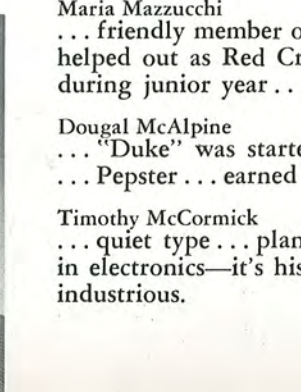 Maria Mazzucchi
... friendly member o
helped out as Red Cr
during junior year ..
Dougal McAlpine
... "Duke" was starte
... Pepster ... earned
Timothy McCormick
... quiet type ... plan
in electronics—it's his
industrious.